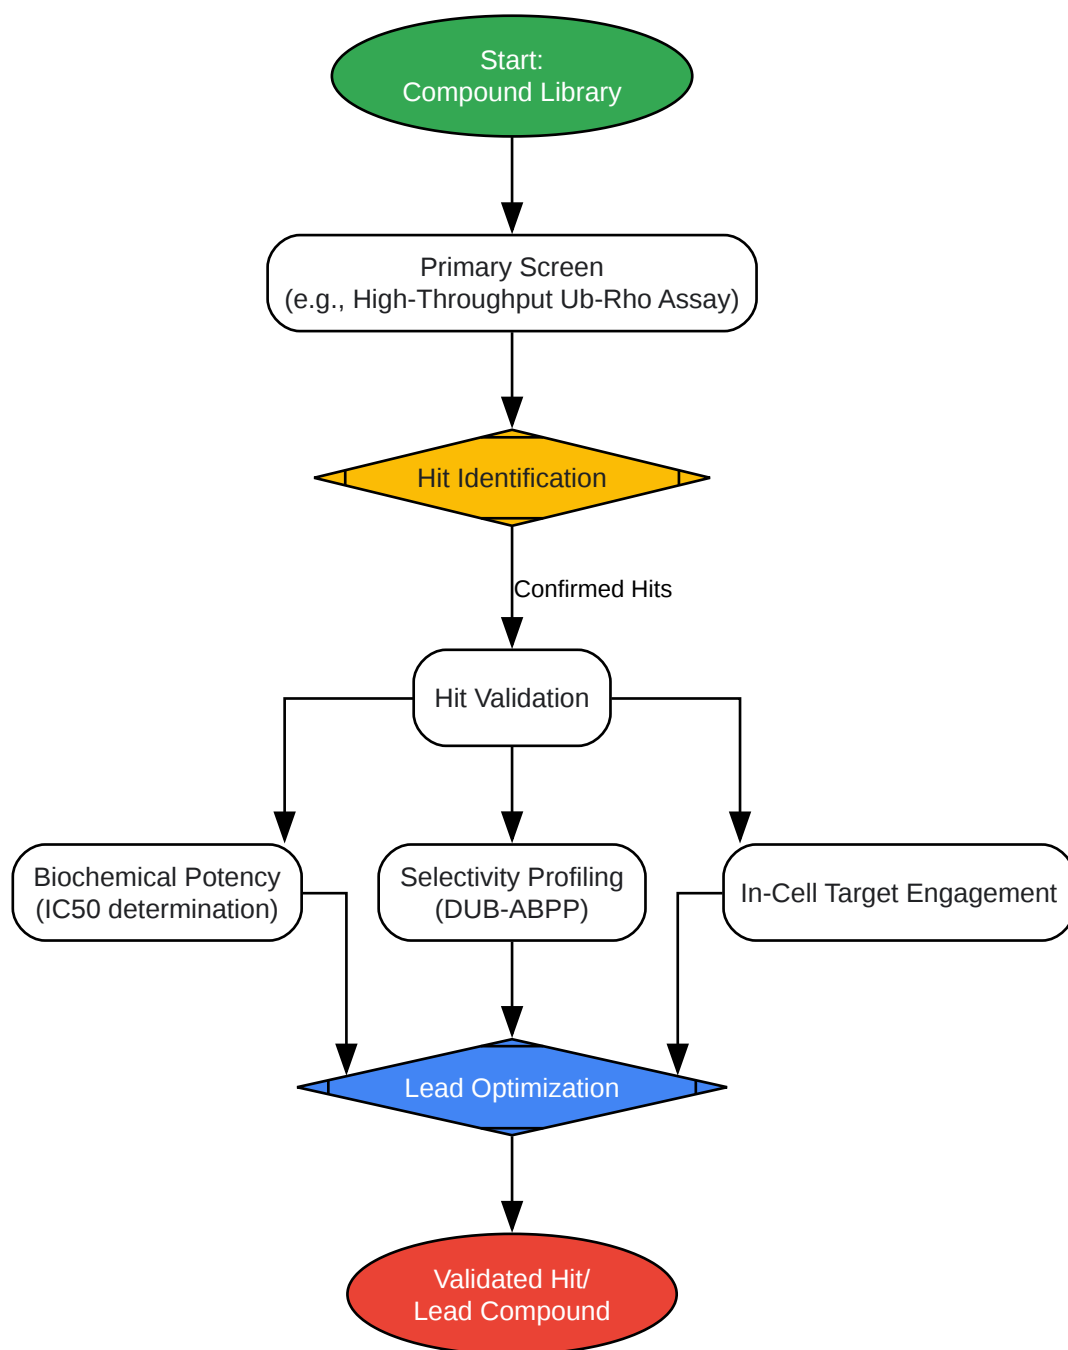 Start:
Compound Library
Primary Screen
(e.g., High-Throughput Ub-Rho Assay)
Hit Identification
Confirmed Hits
Hit Validation
Biochemical Potency
(IC50 determination)
Selectivity Profiling
(DUB-ABPP)
In-Cell Target Engagement
Lead Optimization
Validated Hit/
Lead Compound